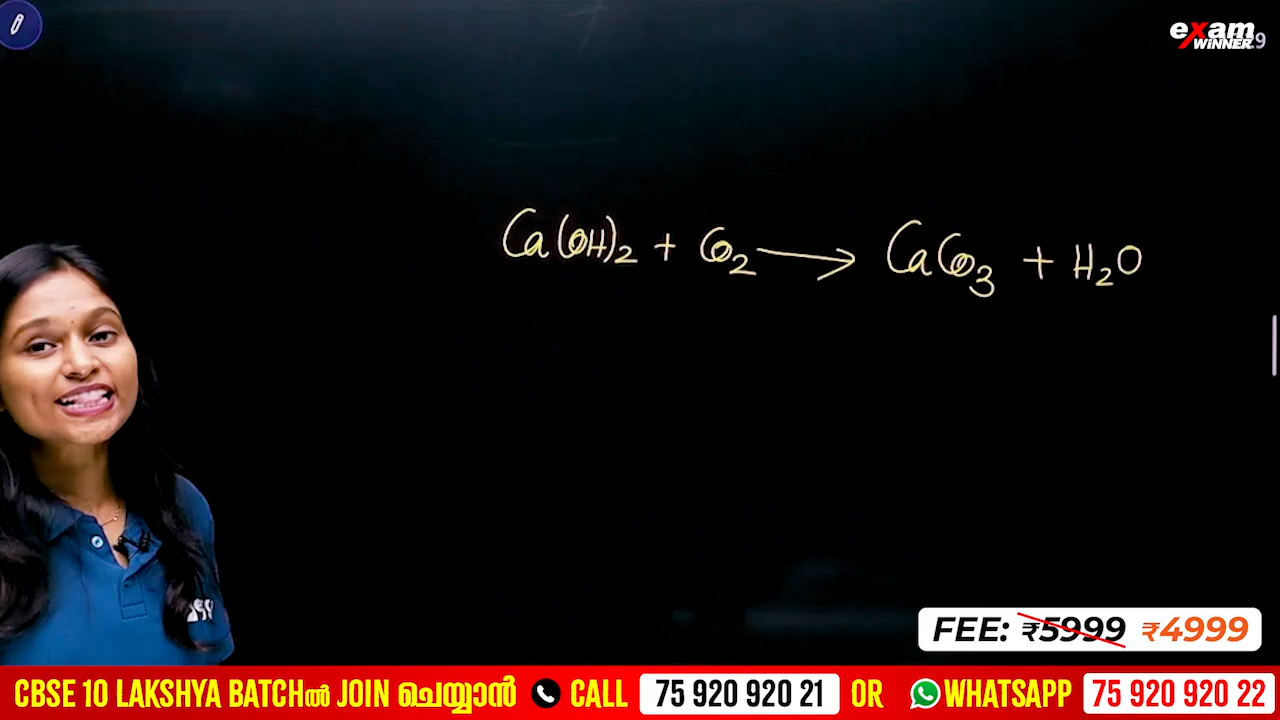 exam
WINNER
Ca(OH)₂ + CO₂ ⟶ CaCO₃ + H₂O
FEE: ₹5999 ₹4999
CBSE 10 LAKSHYA BATCHൽ JOIN ചെയ്യാൻ CALL 75 920 920 21 OR WHATSAPP 75 920 920 22